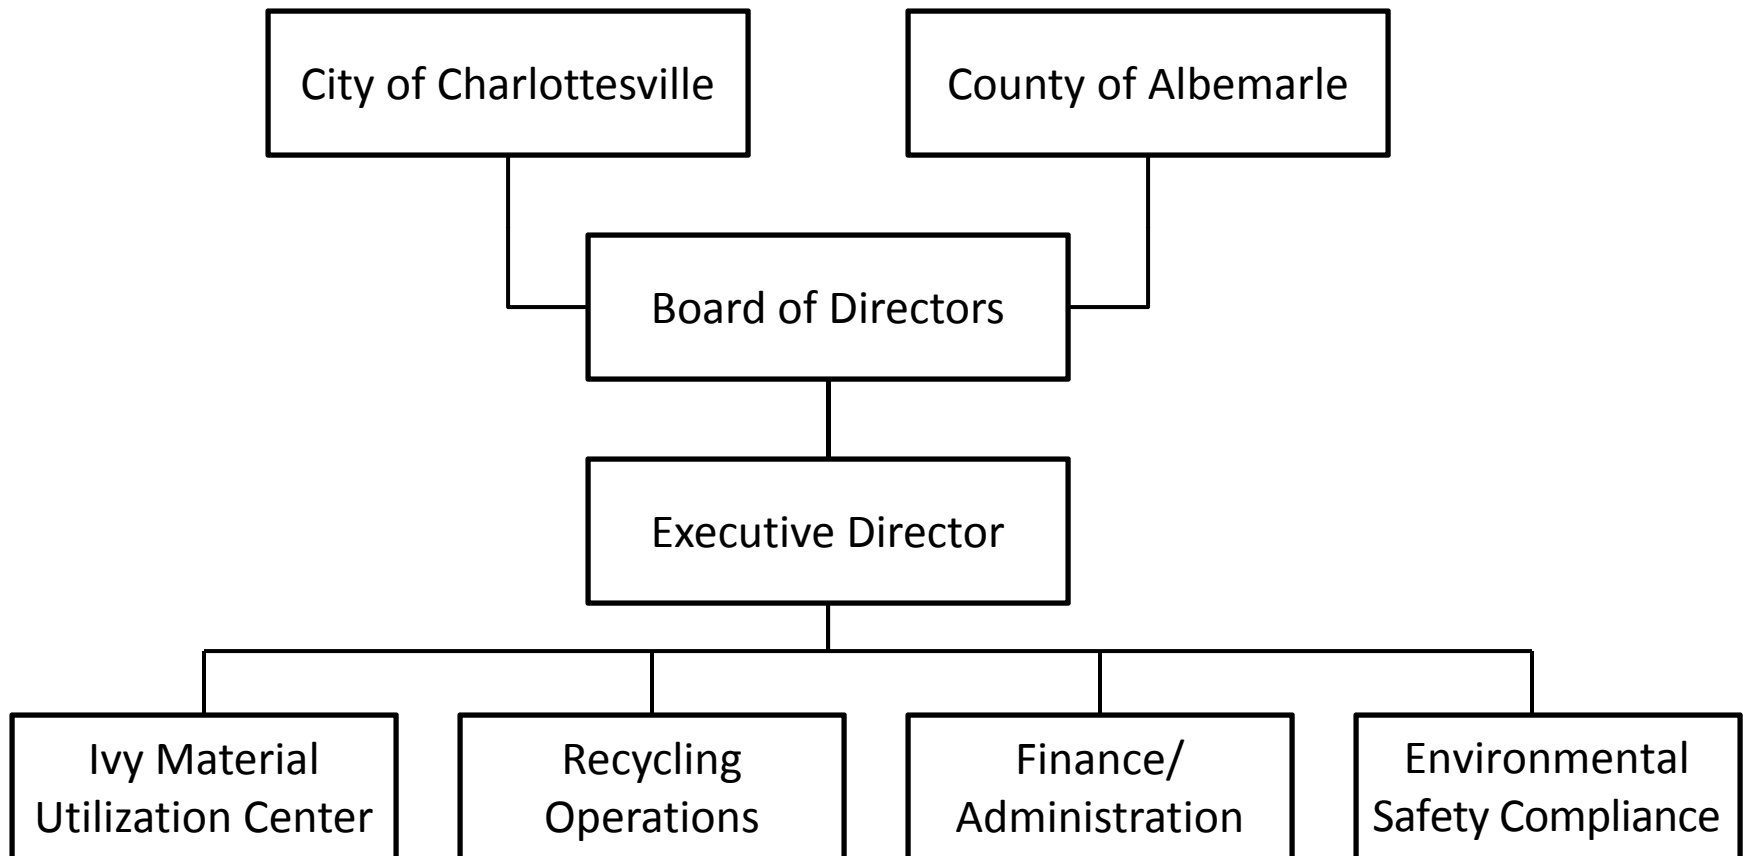 City of Charlottesville
County of Albemarle
Board of Directors
Executive Director
Ivy Material
Utilization Center
Recycling
Operations
Finance/
Administration
Environmental
Safety Compliance